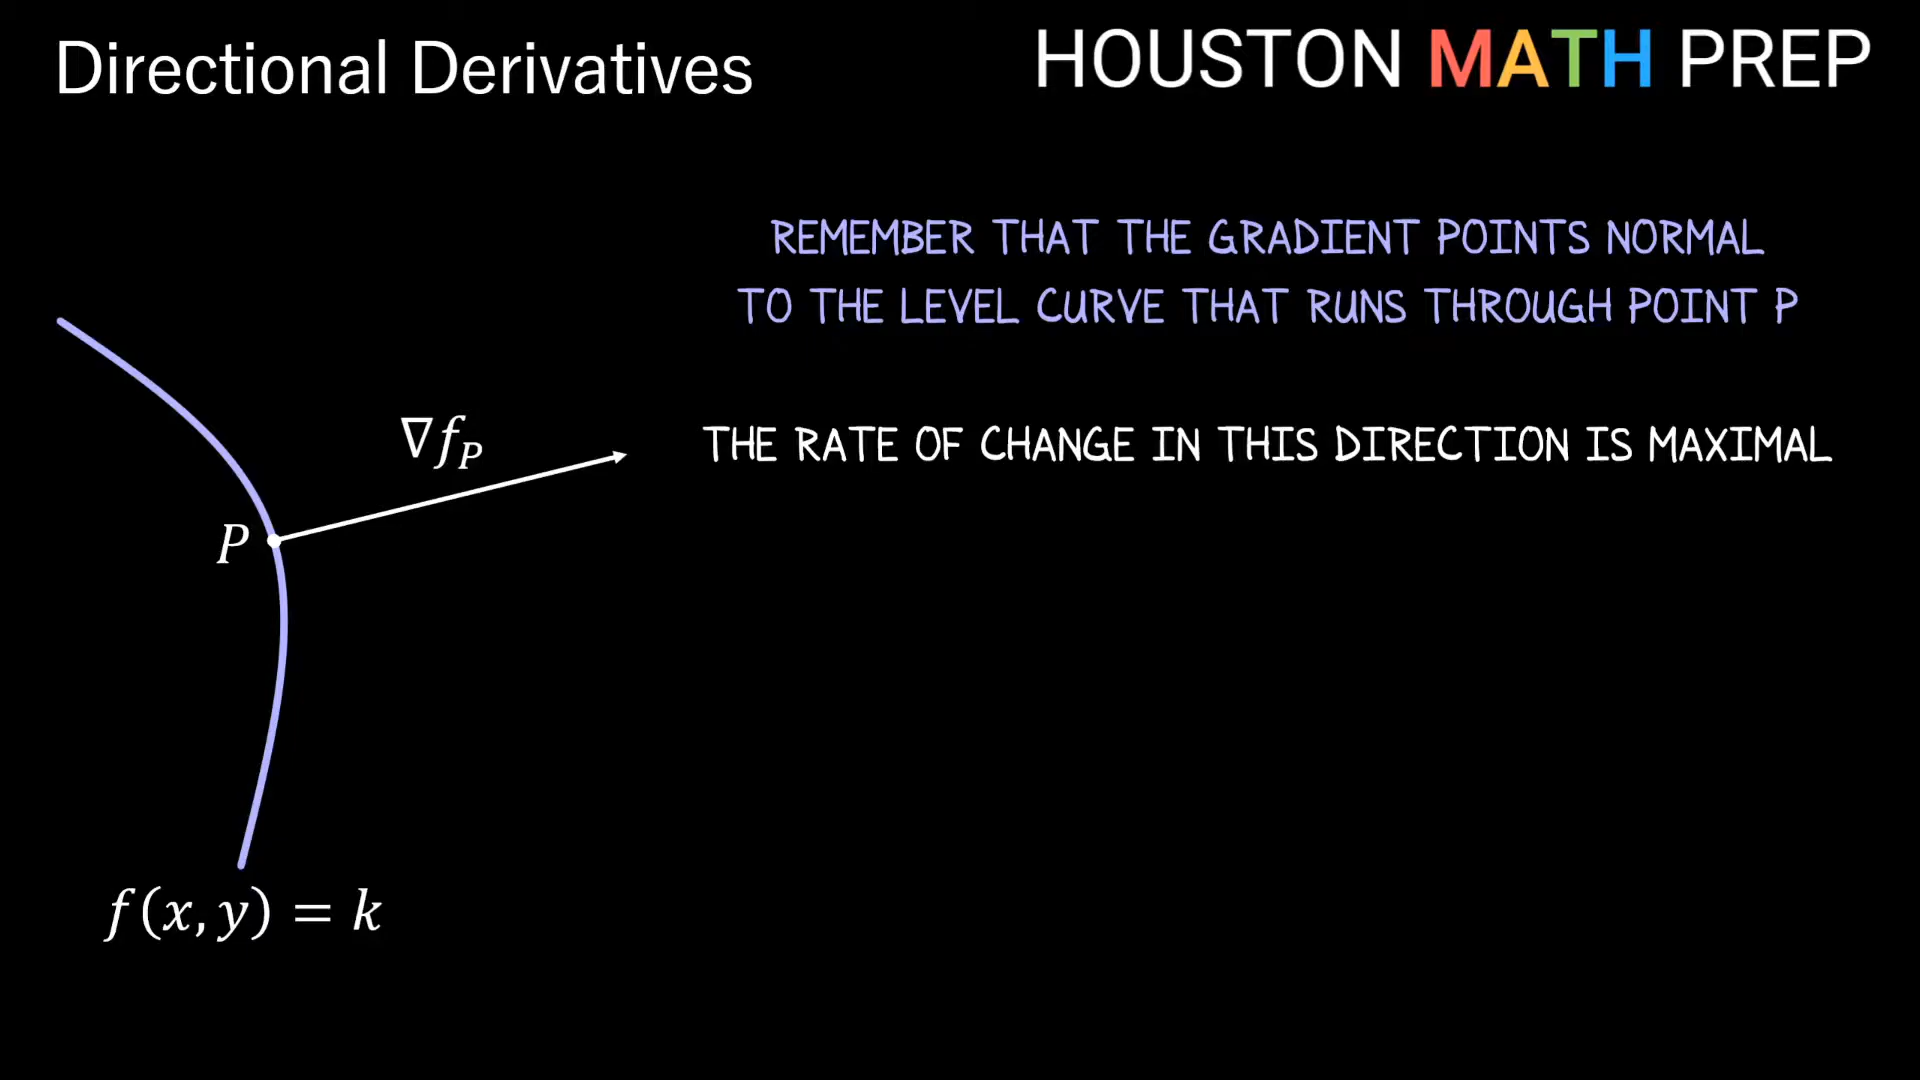 Directional Derivatives
HOUSTON MATH PREP
REMEMBER THAT THE GRADIENT POINTS NORMAL
TO THE LEVEL CURVE THAT RUNS THROUGH POINT P
∇f_P
THE RATE OF CHANGE IN THIS DIRECTION IS MAXIMAL
P
f(x, y) = k